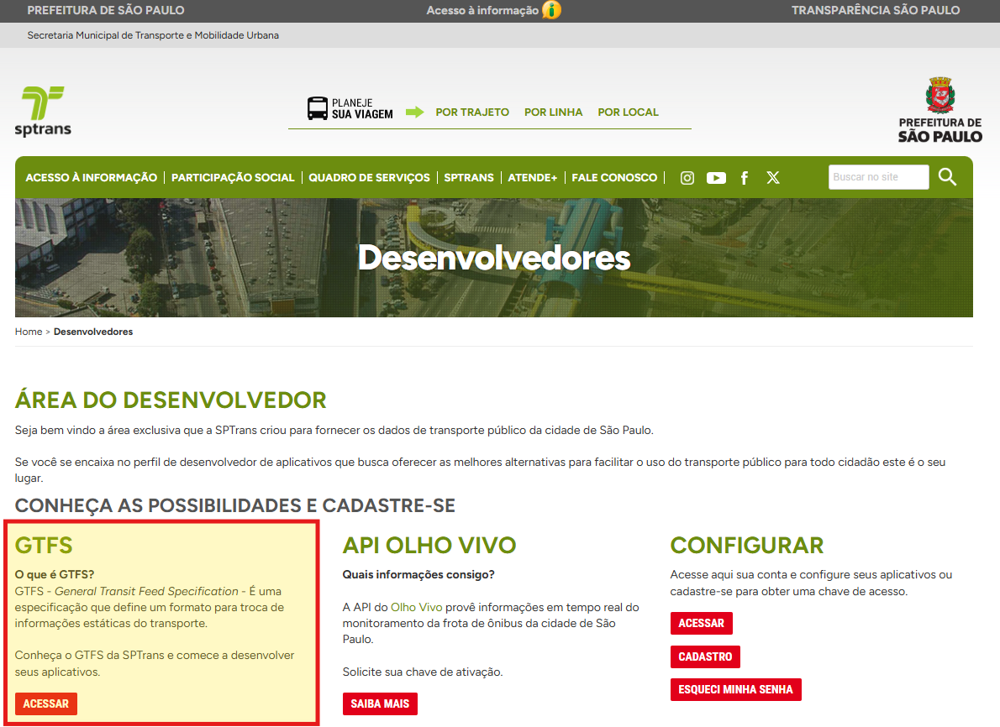 PREFEITURA DE SÃO PAULO
Acesso à informação
TRANSPARÊNCIA SÃO PAULO
Secretaria Municipal de Transporte e Mobilidade Urbana
sptrans
PLANEJE
SUA VIAGEM
POR TRAJETO
POR LINHA
POR LOCAL
PREFEITURA DE
SÃO PAULO
ACESSO À INFORMAÇÃO | PARTICIPAÇÃO SOCIAL | QUADRO DE SERVIÇOS | SPTRANS | ATENDE+ | FALE CONOSCO |
Buscar no site
Desenvolvedores
Home > Desenvolvedores
ÁREA DO DESENVOLVEDOR
Seja bem vindo a área exclusiva que a SPTrans criou para fornecer os dados de transporte público da cidade de São Paulo.
Se você se encaixa no perfil de desenvolvedor de aplicativos que busca oferecer as melhores alternativas para facilitar o uso do transporte público para todo cidadão este é o seu
lugar.
CONHEÇA AS POSSIBILIDADES E CADASTRE-SE
GTFS
O que é GTFS?
GTFS - General Transit Feed Specification - É uma
especificação que define um formato para troca de
informações estáticas do transporte.
Conheça o GTFS da SPTrans e comece a desenvolver
seus aplicativos.
ACESSAR
API OLHO VIVO
Quais informações consigo?
A API do Olho Vivo provê informações em tempo real do
monitoramento da frota de ônibus da cidade de São
Paulo.
Solicite sua chave de ativação.
SAIBA MAIS
CONFIGURAR
Acesse aqui sua conta e configure seus aplicativos ou
cadastre-se para obter uma chave de acesso.
ACESSAR
CADASTRO
ESQUECI MINHA SENHA